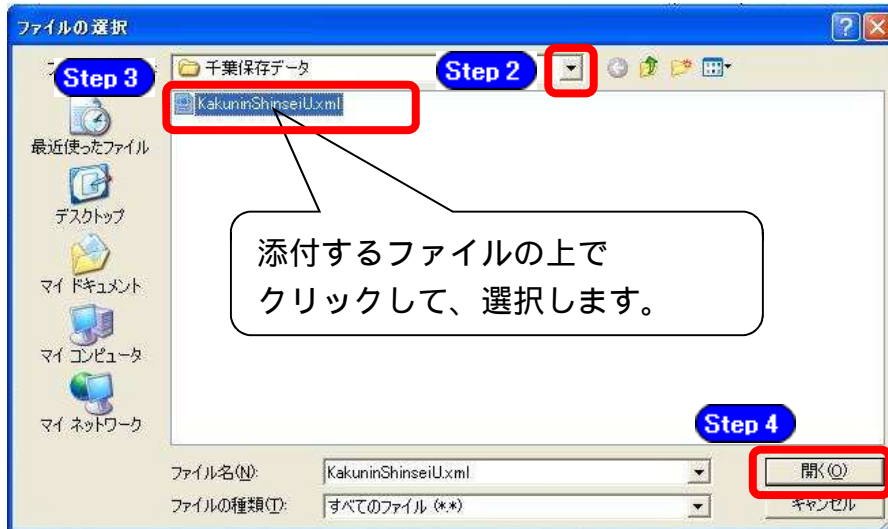 ファイルの選択
Step 3
千葉保存データ
Step 2
KakuninShinseiU.xml
最近使ったファイル
デスクトップ
マイ ドキュメント
マイ コンピュータ
マイ ネットワーク
添付するファイルの上で
クリックして、選択します。
Step 4
ファイル名(N):
KakuninShinseiU.xml
開く(O)
ファイルの種類(T):
すべてのファイル (*.*)
キャンセル